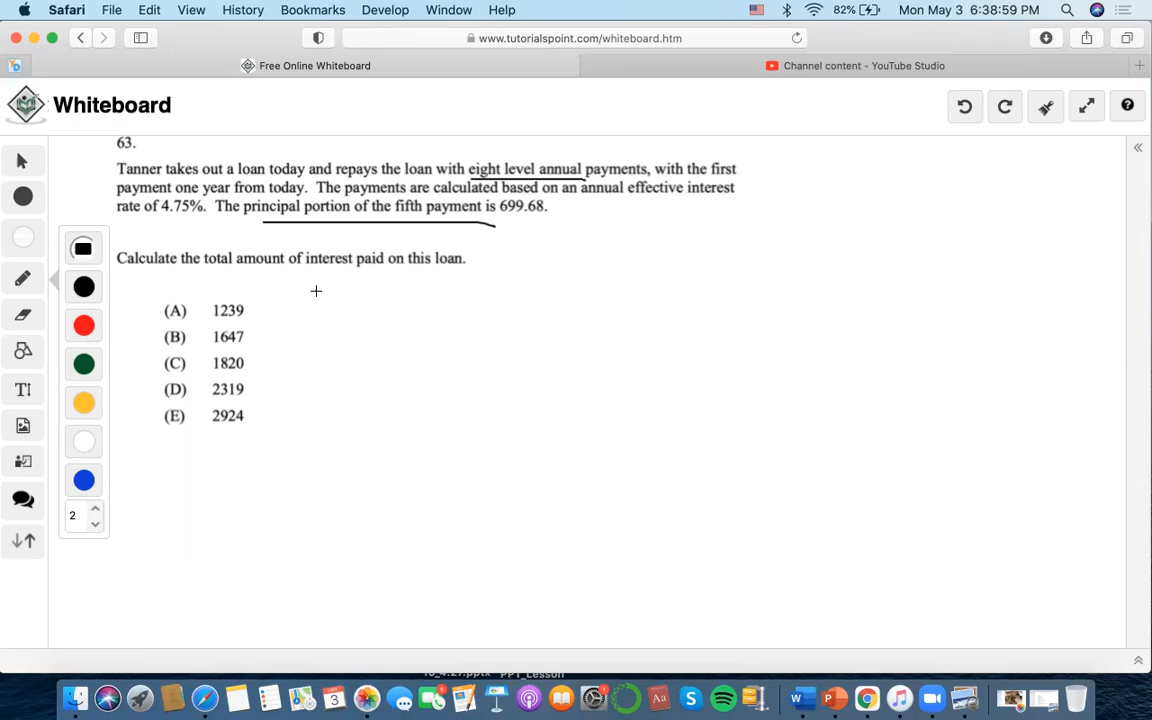 Safari File Edit View History Bookmarks Develop Window Help 82% Mon May 3 6:38:59 PM
www.tutorialspoint.com/whiteboard.htm
Free Online Whiteboard Channel content - YouTube Studio
Whiteboard
63.
Tanner takes out a loan today and repays the loan with eight level annual payments, with the first
payment one year from today. The payments are calculated based on an annual effective interest
rate of 4.75%. The principal portion of the fifth payment is 699.68.
Calculate the total amount of interest paid on this loan.
(A) 1239
(B) 1647
(C) 1820
(D) 2319
(E) 2924
2